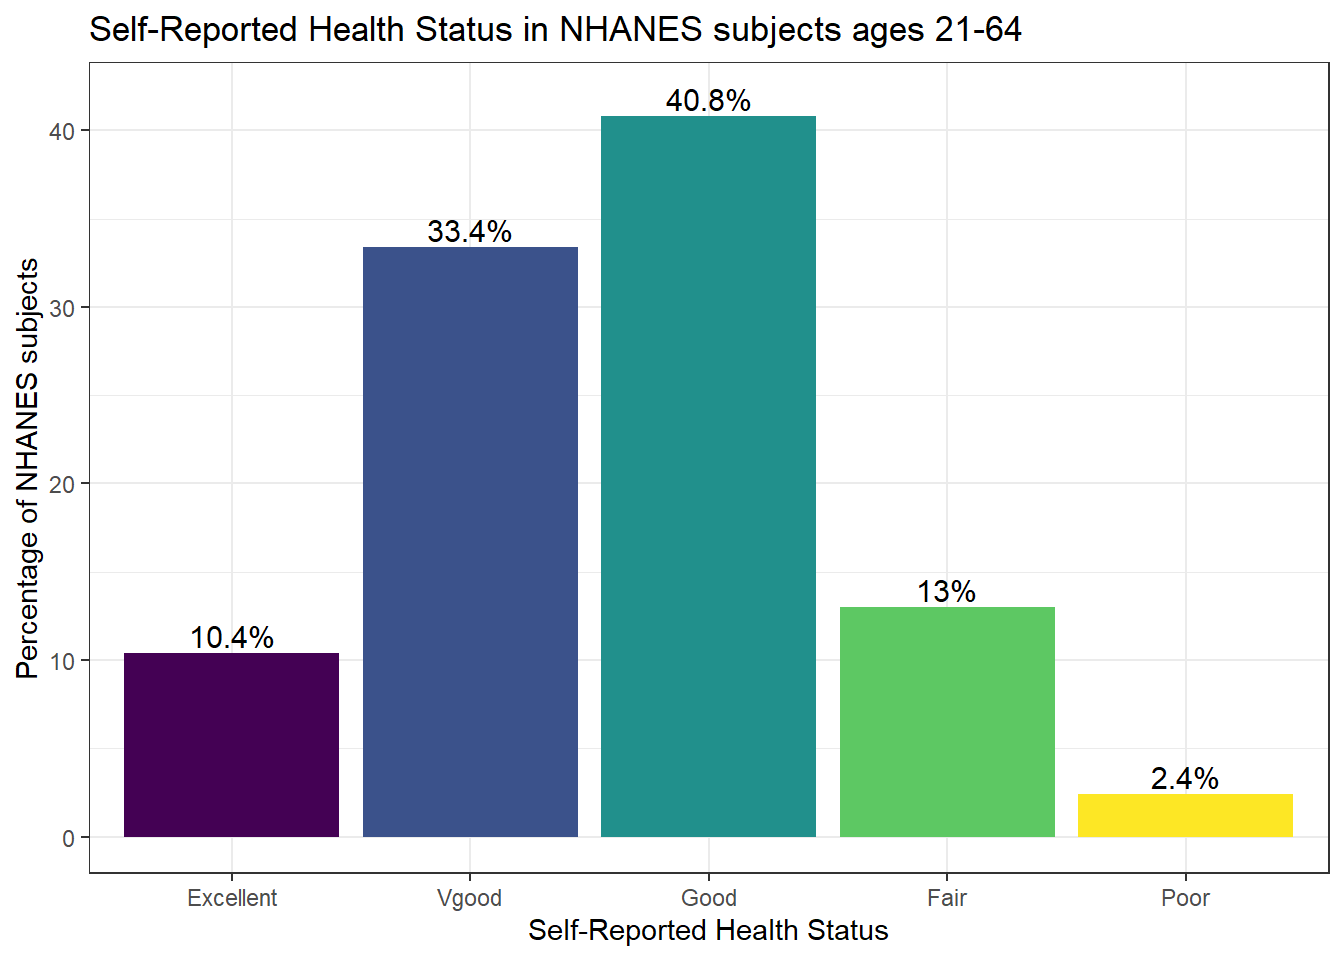 Self-Reported Health Status in NHANES subjects ages 21-64
Percentage of NHANES subjects
40
30
20
10
0
10.4%
33.4%
40.8%
13%
2.4%
Excellent
Vgood
Good
Fair
Poor
Self-Reported Health Status